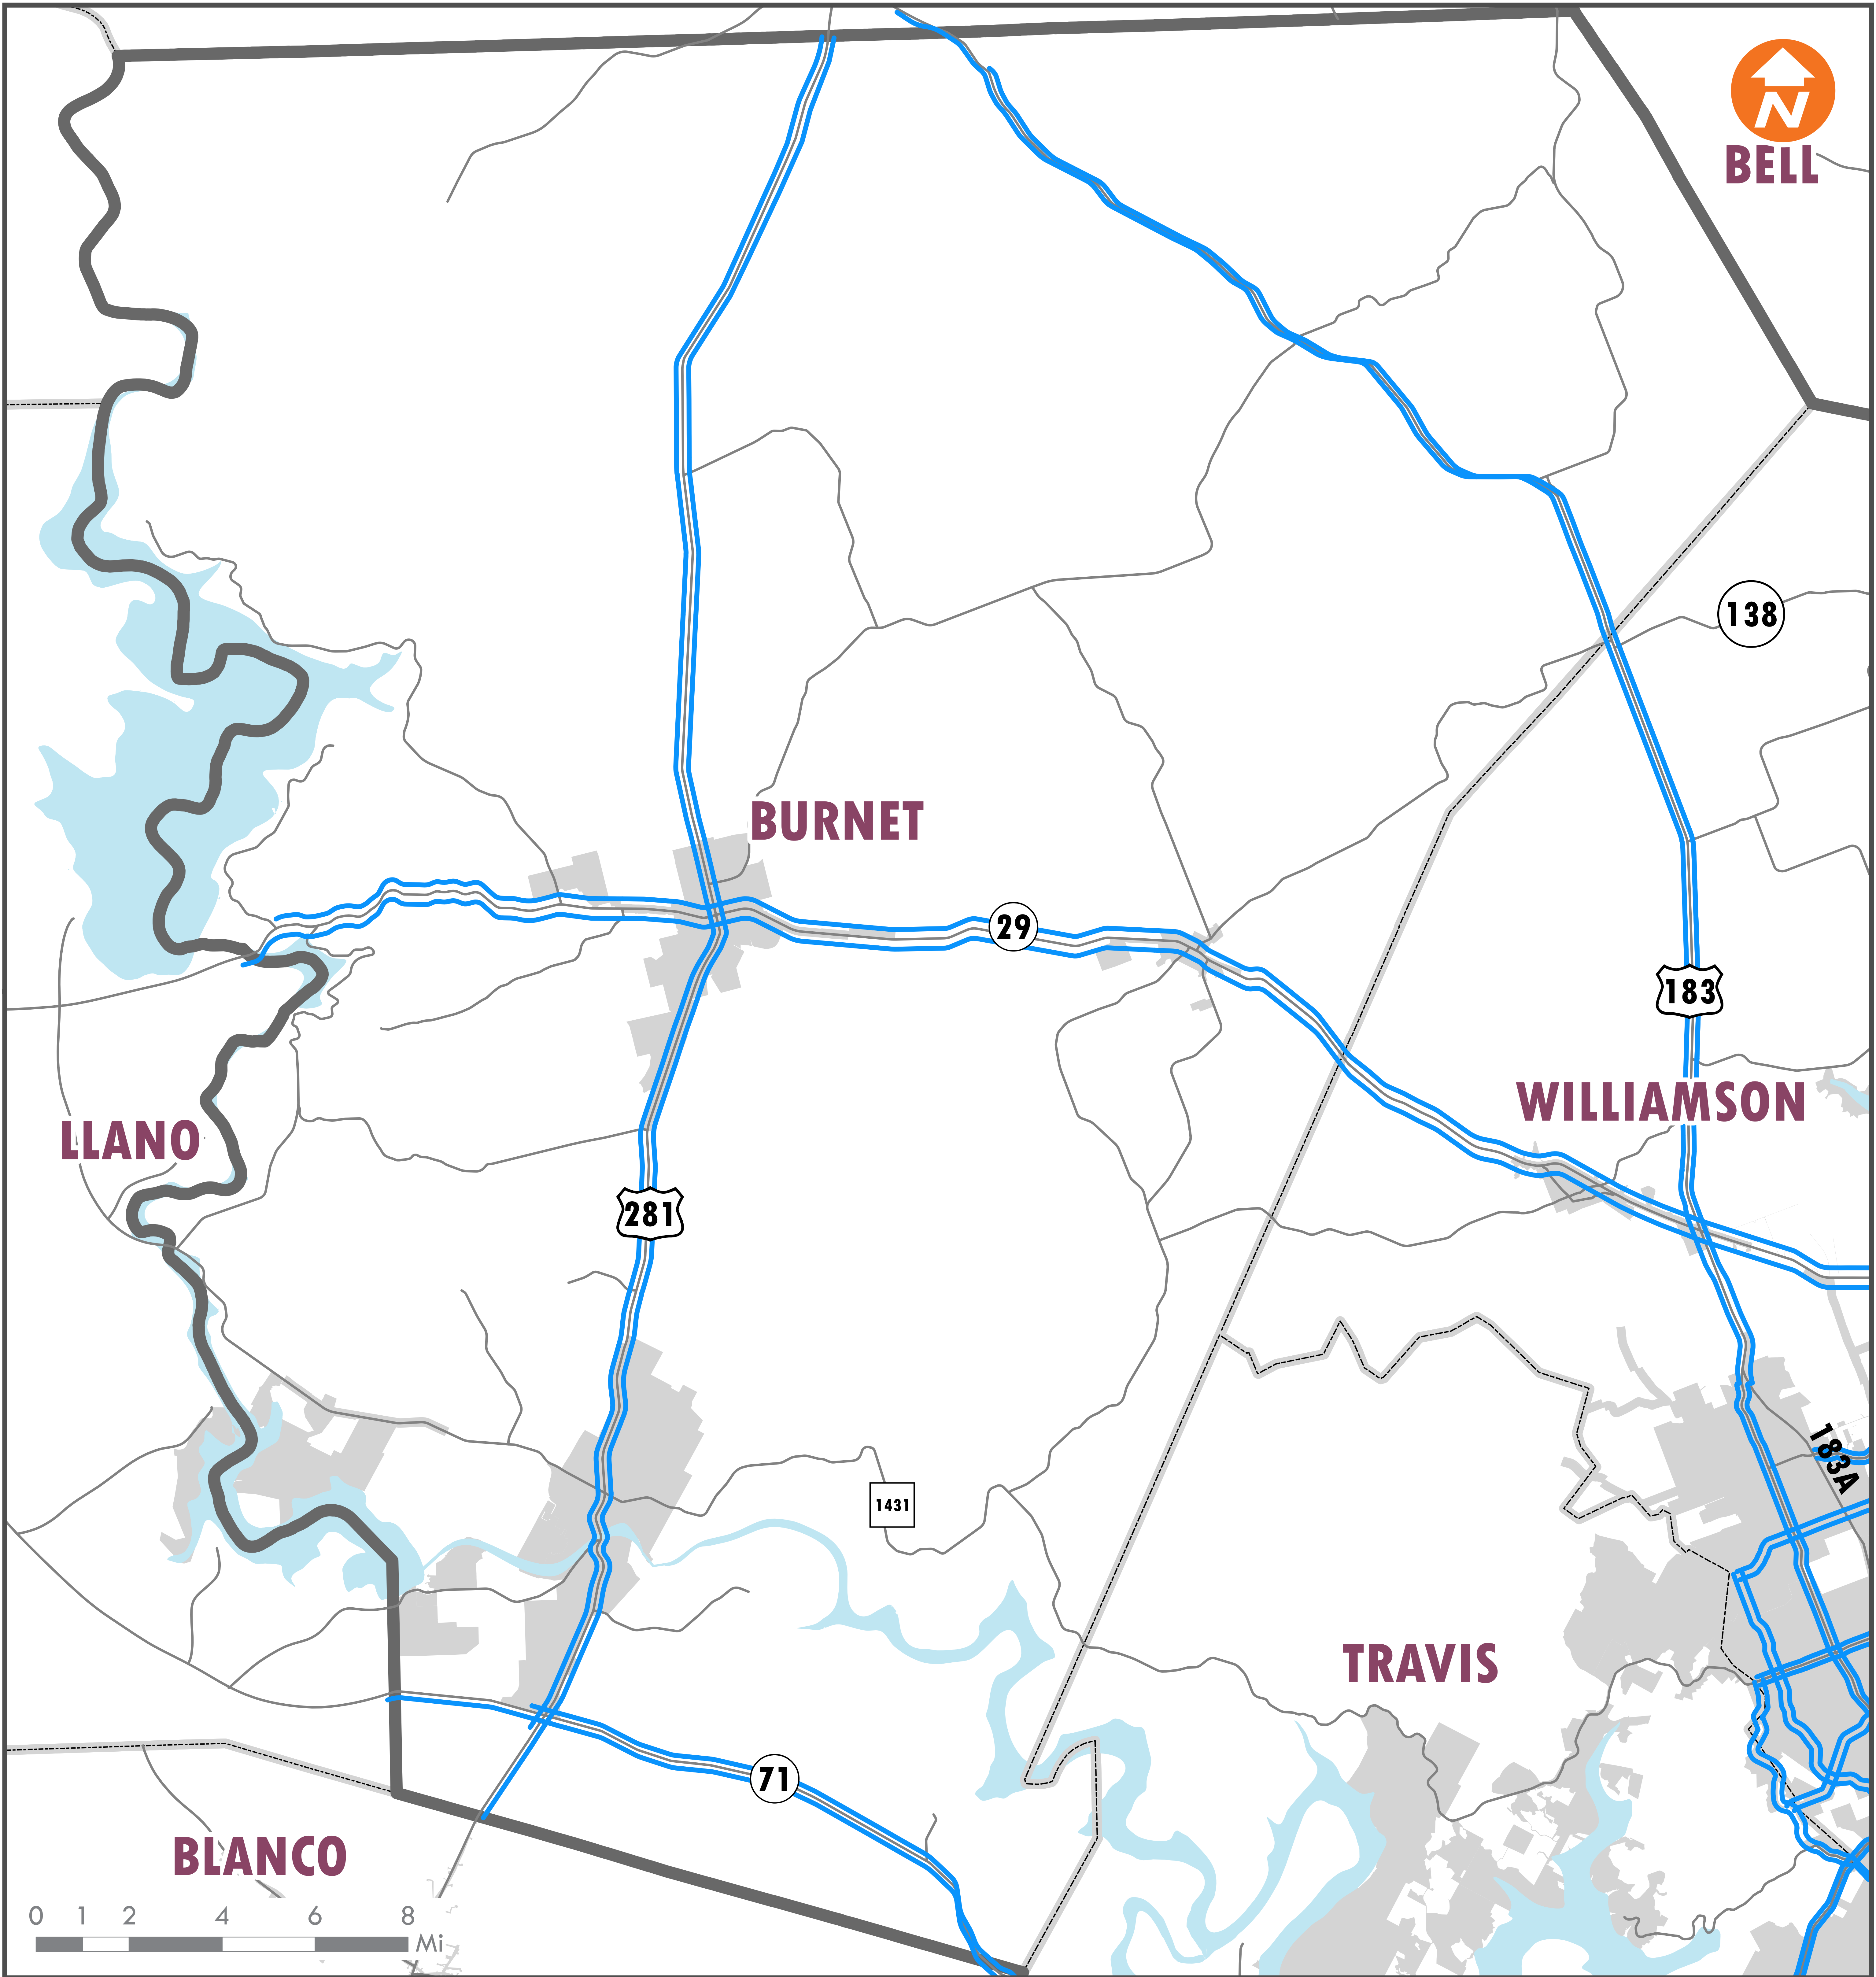 N
BELL
138
BURNET
29
183
WILLIAMSON
LLANO
281
183A
1431
TRAVIS
71
BLANCO
0 1 2 4 6 8
Mi